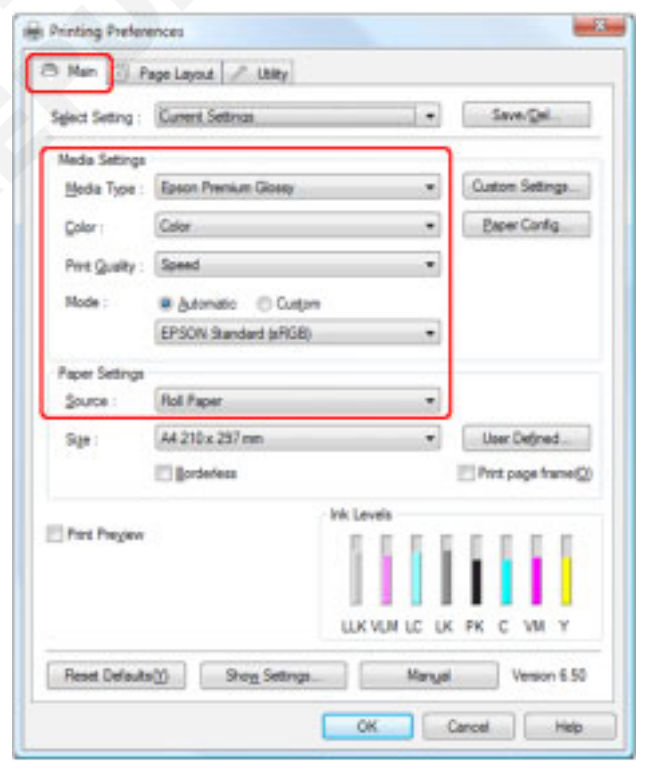 Printing Preferences
Main Page Layout Utility
Select Setting : Current Settings Save/Del...
Media Settings
Media Type : Epson Premium Glossy Custom Settings...
Color : Color Paper Config...
Print Quality : Speed
Mode : Automatic Custom
EPSON Standard (sRGB)
Paper Settings
Source : Roll Paper
Size : A4 210 x 297 mm User Defined...
Borderless Print page frame(Q)
Print Preview
Ink Levels
LLK VLM LC LK PK C VM Y
Reset Defaults(Y) Show Settings... Manual Version 6.50
OK Cancel Help